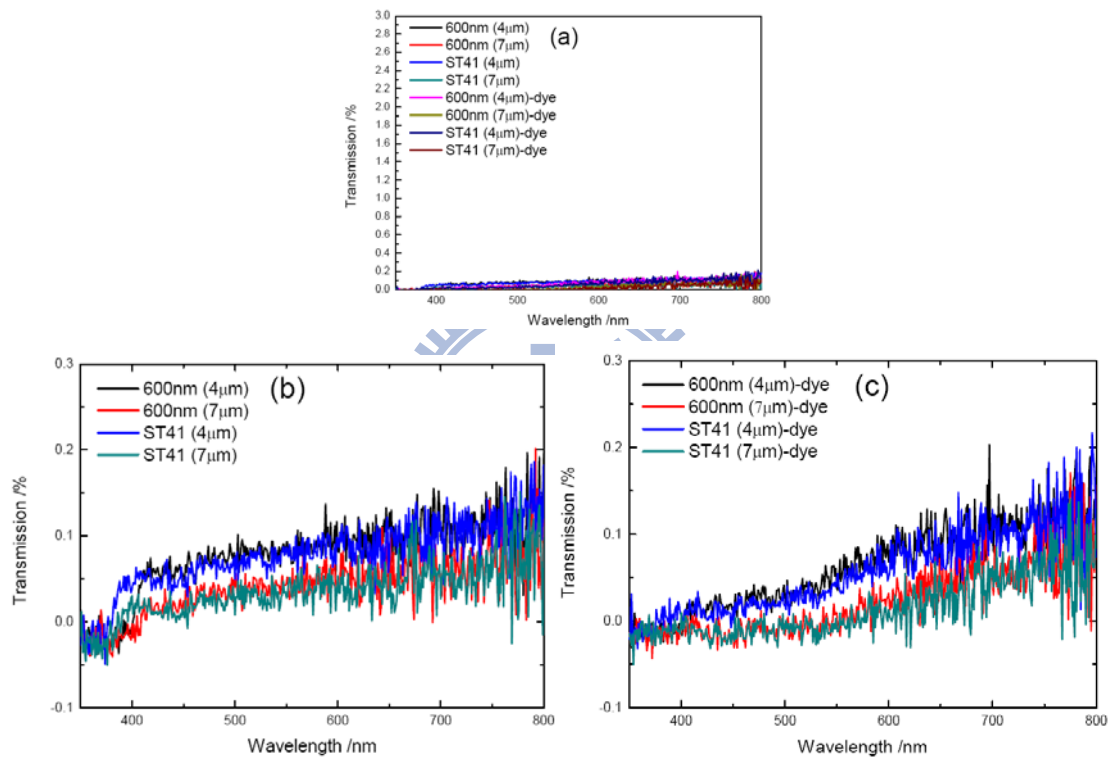 3.0
2.8
2.6
2.4
2.2
2.0
1.8
1.6
1.4
1.2
1.0
0.8
0.6
0.4
0.2
0.0
Transmission /%
600nm (4μm)
600nm (7μm)
ST41 (4μm)
ST41 (7μm)
600nm (4μm)-dye
600nm (7μm)-dye
ST41 (4μm)-dye
ST41 (7μm)-dye
(a)
400 500 600 700 800
Wavelength /nm
0.3
0.2
0.1
0.0
-0.1
Transmission /%
600nm (4μm)
600nm (7μm)
ST41 (4μm)
ST41 (7μm)
(b)
400 500 600 700 800
Wavelength /nm
0.3
0.2
0.1
0.0
-0.1
Transmission /%
600nm (4μm)-dye
600nm (7μm)-dye
ST41 (4μm)-dye
ST41 (7μm)-dye
(c)
400 500 600 700 800
Wavelength /nm